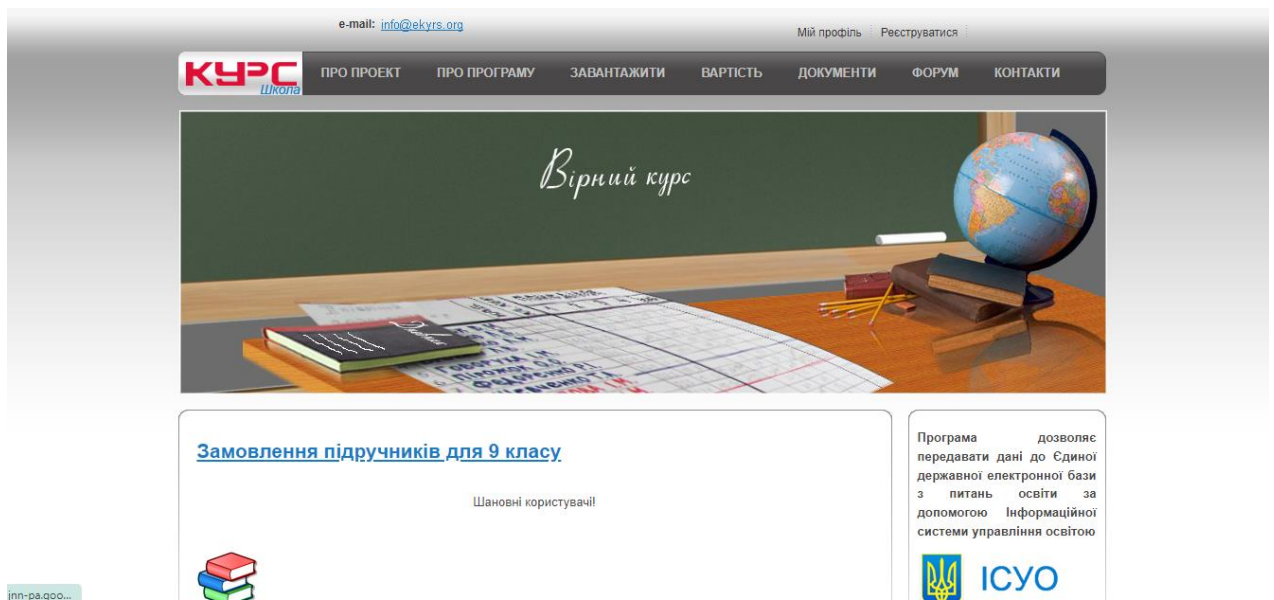 e-mail: info@ekyrs.org
Мій профіль Реєструватися
КУРС
Школа
ПРО ПРОЕКТ ПРО ПРОГРАМУ ЗАВАНТАЖИТИ ВАРТІСТЬ ДОКУМЕНТИ ФОРУМ КОНТАКТИ
Вірний курс
Замовлення підручників для 9 класу
Шановні користувачі!
Програма дозволяє
передавати дані до Єдиної
державної електронної бази
з питань освіти за
допомогою Інформаційної
системи управління освітою
ІСУО
jnn-pa.goo...